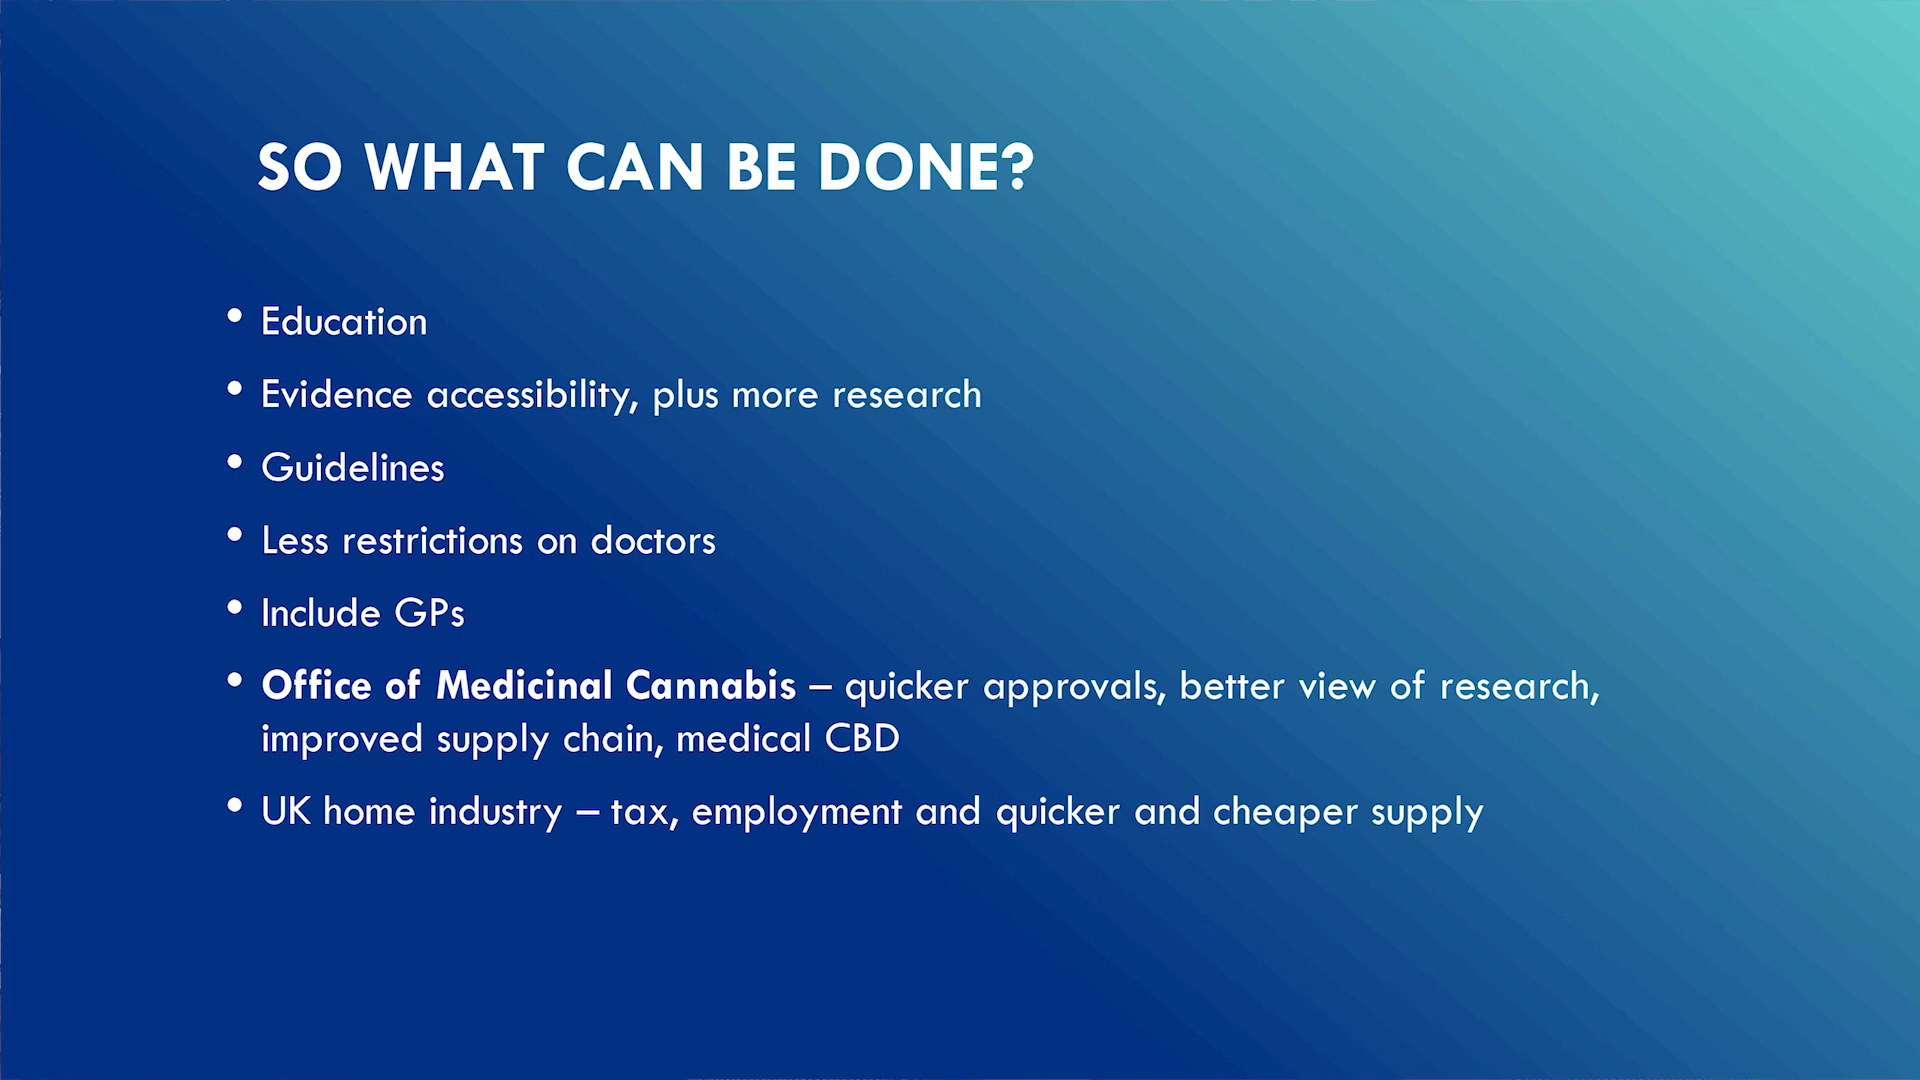 SO WHAT CAN BE DONE?
• Education
• Evidence accessibility, plus more research
• Guidelines
• Less restrictions on doctors
• Include GPs
• Office of Medicinal Cannabis – quicker approvals, better view of research,
improved supply chain, medical CBD
• UK home industry – tax, employment and quicker and cheaper supply